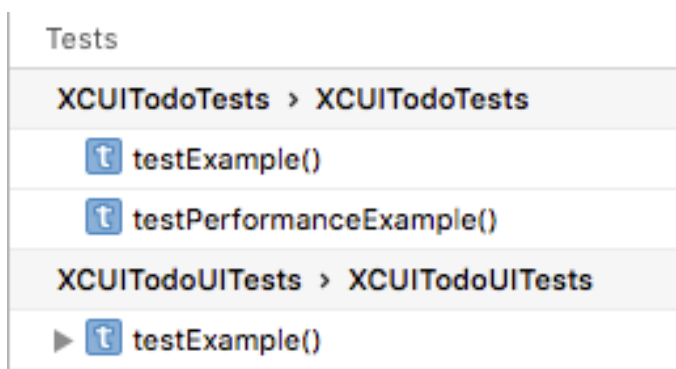 Tests
XCUITodoTests > XCUITodoTests
t testExample()
t testPerformanceExample()
XCUITodoUITests > XCUITodoUITests
t testExample()